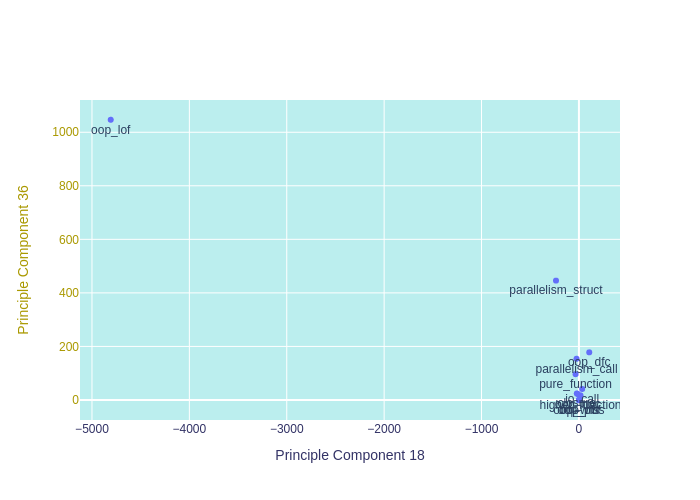 1000
800
600
400
200
0
Principle Component 36
oop_lof
parallelism_struct
oop_dfc
parallelism_call
pure_function
io_call
−5000
−4000
−3000
−2000
−1000
0
Principle Component 18